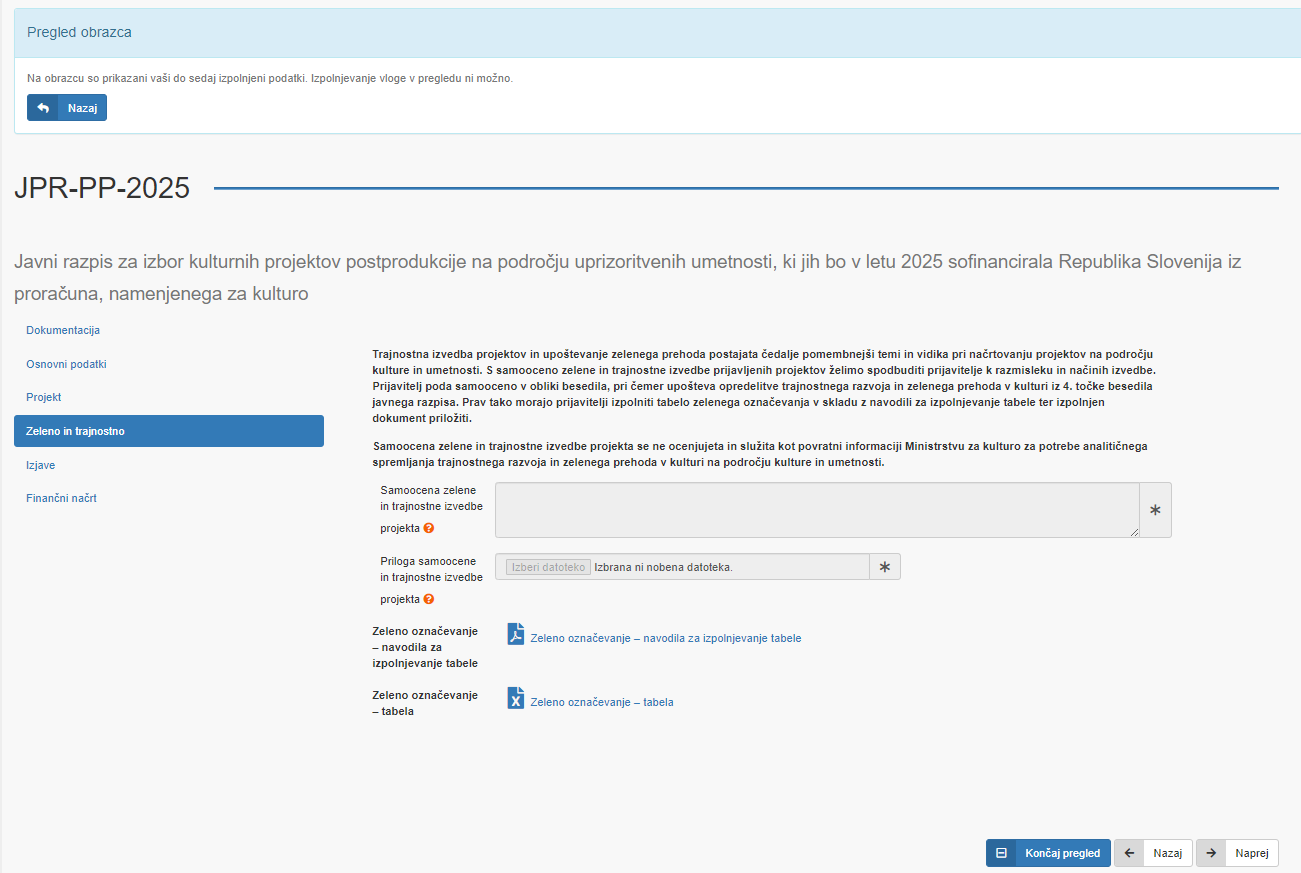 Pregled obrazca
Na obrazcu so prikazani vaši do sedaj izpolnjeni podatki. Izpolnjevanje vloge v pregledu ni možno.
Nazaj
JPR-PP-2025
Javni razpis za izbor kulturnih projektov postprodukcije na področju uprizoritvenih umetnosti, ki jih bo v letu 2025 sofinancirala Republika Slovenija iz
proračuna, namenjenega za kulturo
Dokumentacija
Osnovni podatki
Projekt
Zeleno in trajnostno
Izjave
Finančni načrt
Trajnostna izvedba projektov in upoštevanje zelenega prehoda postajata čedalje pomembnejši temi in vidika pri načrtovanju projektov na področju
kulture in umetnosti. S samooceno zelene in trajnostne izvedbe prijavljenih projektov želimo spodbuditi prijavitelje k razmisleku in načinih izvedbe.
Prijavitelj poda samooceno v obliki besedila, pri čemer upošteva opredelitve trajnostnega razvoja in zelenega prehoda v kulturi iz 4. točke besedila
javnega razpisa. Prav tako morajo prijavitelji izpolniti tabelo zelenega označevanja v skladu z navodili za izpolnjevanje tabele ter izpolnjen
dokument priložiti.
Samoocena zelene in trajnostne izvedbe projekta se ne ocenjujeta in služita kot povratni informaciji Ministrstvu za kulturo za potrebe analitičnega
spremljanja trajnostnega razvoja in zelenega prehoda v kulturi na področju kulture in umetnosti.
Samoocena zelene
in trajnostne izvedbe
projekta ?
Priloga samoocene
in trajnostne izvedbe
projekta ?
Izberi datoteko Izbrana ni nobena datoteka.
Zeleno označevanje
– navodila za
izpolnjevanje tabele
Zeleno označevanje – navodila za izpolnjevanje tabele
Zeleno označevanje
– tabela
Zeleno označevanje – tabela
Končaj pregled
Nazaj
Naprej